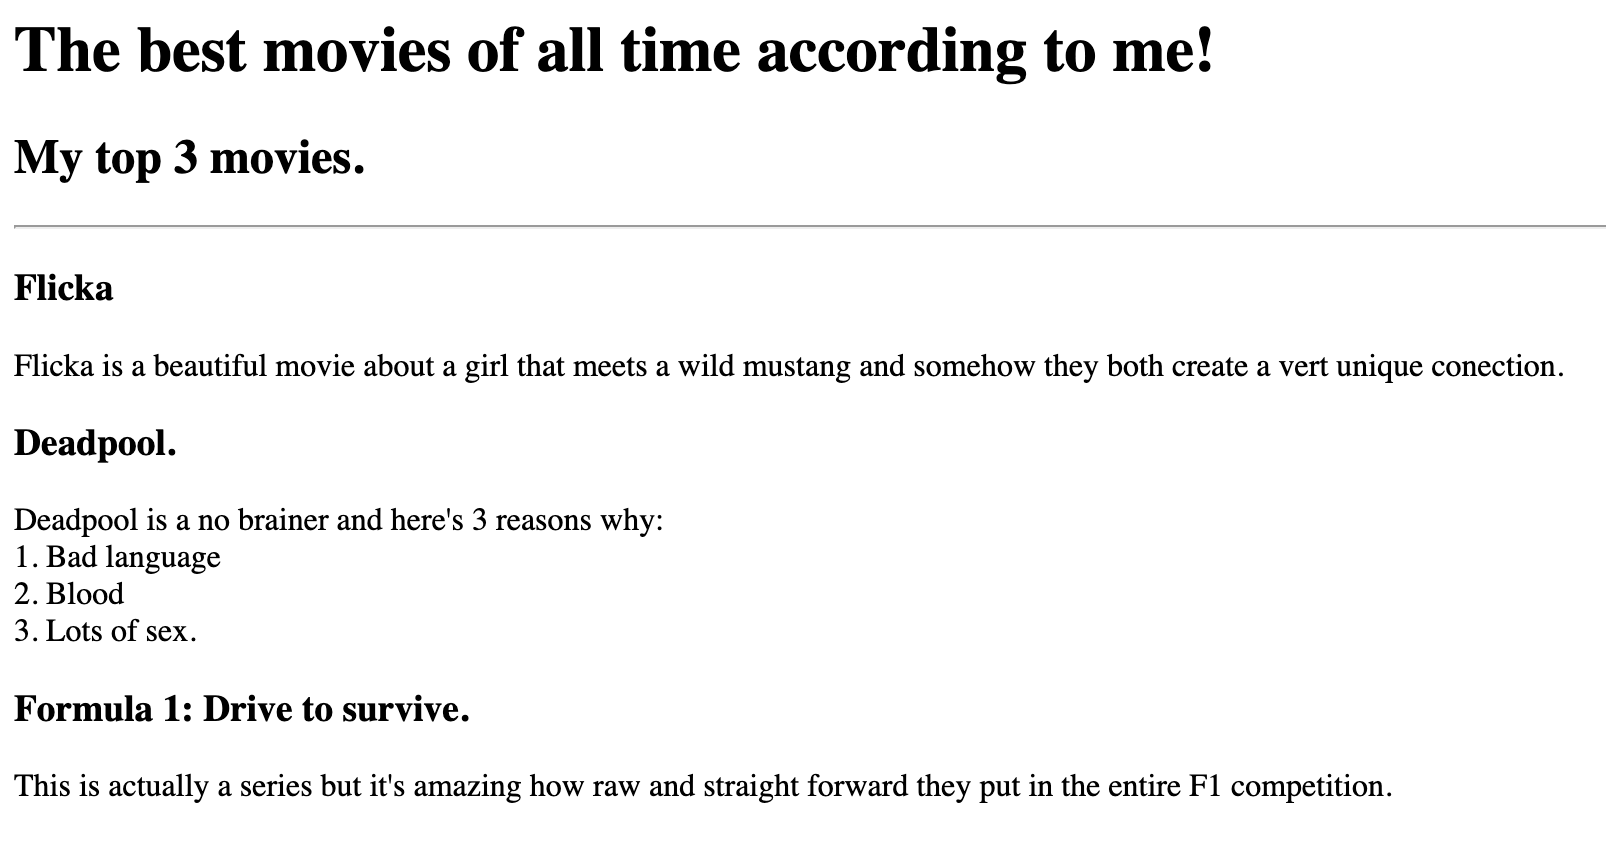 The best movies of all time according to me!
My top 3 movies.
Flicka
Flicka is a beautiful movie about a girl that meets a wild mustang and somehow they both create a vert unique conection.
Deadpool.
Deadpool is a no brainer and here's 3 reasons why:
1. Bad language
2. Blood
3. Lots of sex.
Formula 1: Drive to survive.
This is actually a series but it's amazing how raw and straight forward they put in the entire F1 competition.